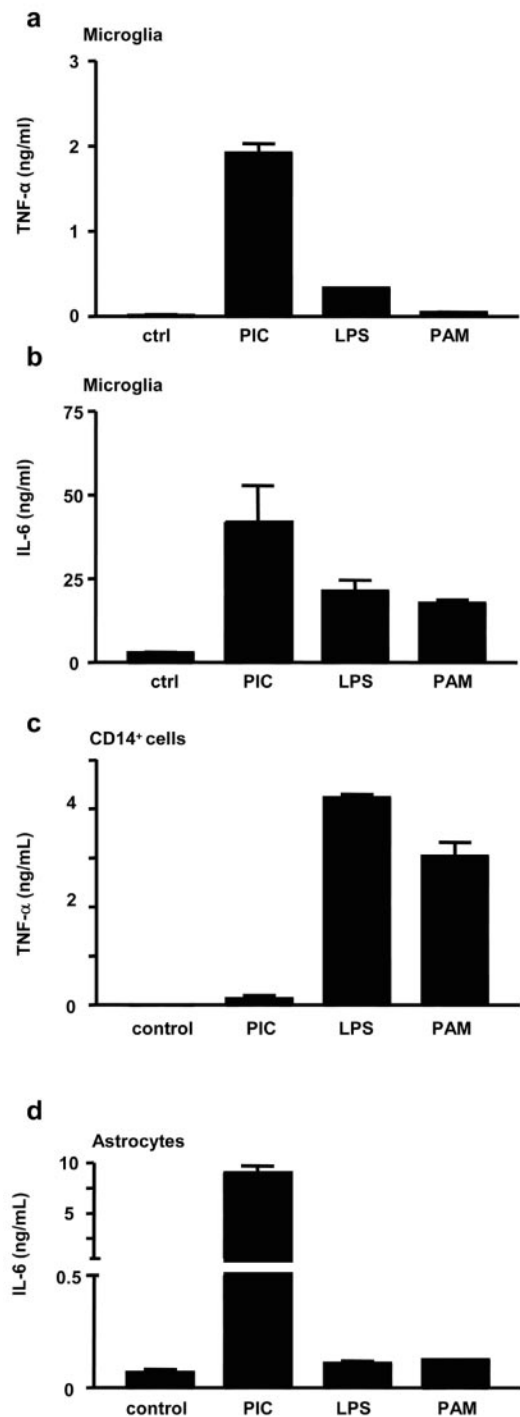 a
Microglia
TNF-α (ng/ml)
3
2
1
0
ctrl PIC LPS PAM
b
Microglia
IL-6 (ng/ml)
75
50
25
0
ctrl PIC LPS PAM
c
CD14⁺ cells
TNF-α (ng/mL)
4
2
0
control PIC LPS PAM
d
Astrocytes
IL-6 (ng/mL)
10
5
0.5
0
control PIC LPS PAM